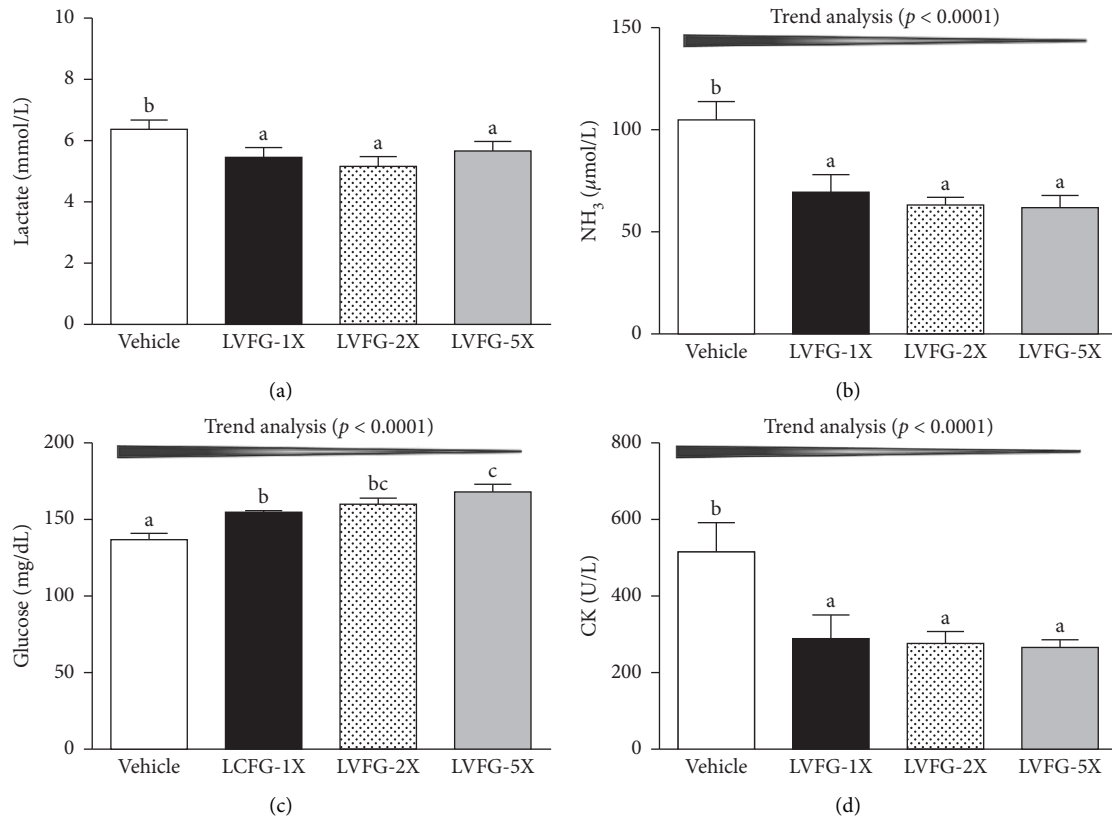 10
8
6
4
2
0
Lactate (mmol/L)
b
a
a
a
Vehicle
LVFG-1X
LVFG-2X
LVFG-5X
(a)
Trend analysis (p < 0.0001)
150
100
50
0
NH3 (μmol/L)
b
a
a
a
Vehicle
LVFG-1X
LVFG-2X
LVFG-5X
(b)
Trend analysis (p < 0.0001)
200
150
100
50
0
Glucose (mg/dL)
a
b
bc
c
Vehicle
LCFG-1X
LVFG-2X
LVFG-5X
(c)
Trend analysis (p < 0.0001)
800
600
400
200
0
CK (U/L)
b
a
a
a
Vehicle
LVFG-1X
LVFG-2X
LVFG-5X
(d)